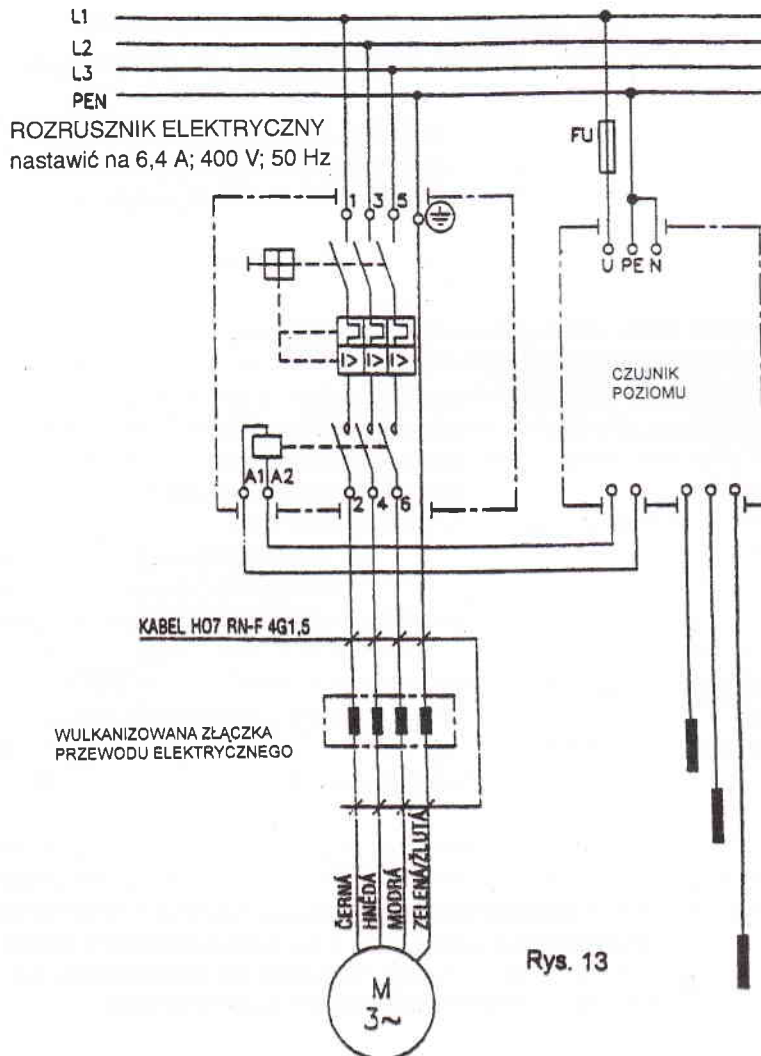 L1
L2
L3
PEN
ROZRUSZNIK ELEKTRYCZNY
nastawić na 6,4 A; 400 V; 50 Hz
FU
1 3 5
U PE N
I> I> I>
CZUJNIK
POZIOMU
A1 A2
2 4 6
KABEL H07 RN-F 4G1,5
WULKANIZOWANA ZŁĄCZKA
PRZEWODU ELEKTRYCZNEGO
ČERNÁ
HNĚDÁ
MODRÁ
ZELENÁ/ŽLUTÁ
M
3~
Rys. 13